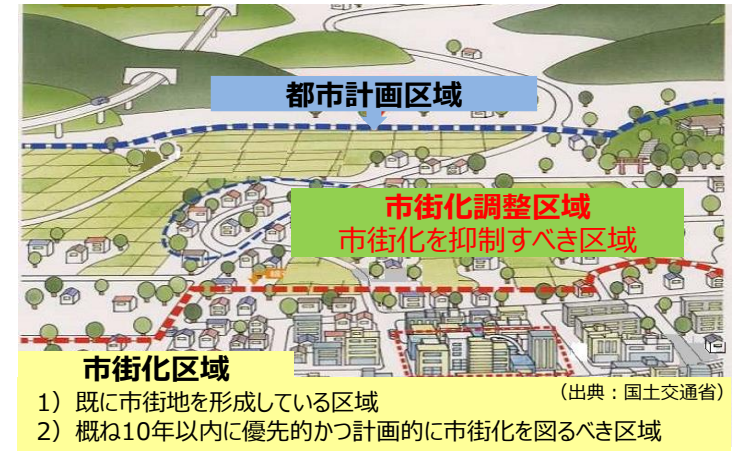 都市計画区域
市街化調整区域
市街化を抑制すべき区域
市街化区域
（出典：国土交通省）
1）既に市街地を形成している区域
2）概ね10年以内に優先的かつ計画的に市街化を図るべき区域